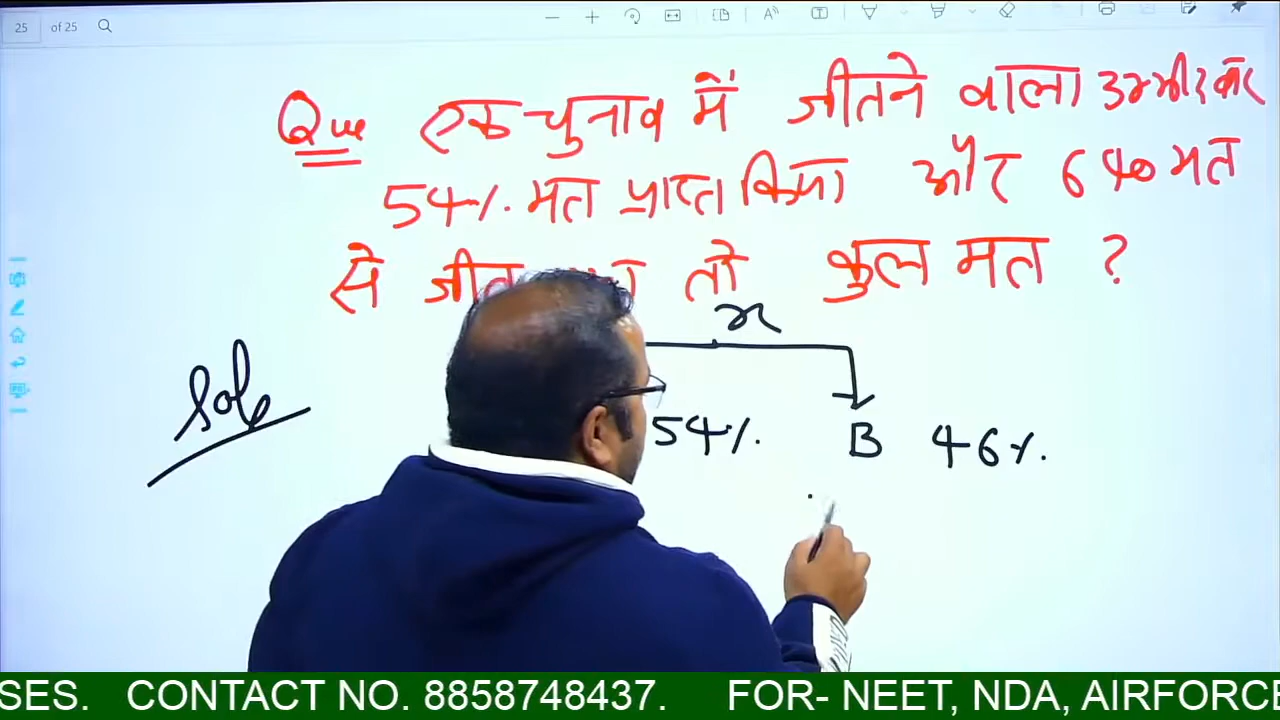 25 of 25
Que एक चुनाव में जीतने वाला उम्मीदवार
54% मत प्राप्त किया और 640 मत
से जीत तो कुल मत ?
Sol
x
54% B 46%.
SES. CONTACT NO. 8858748437. FOR- NEET, NDA, AIRFORCE